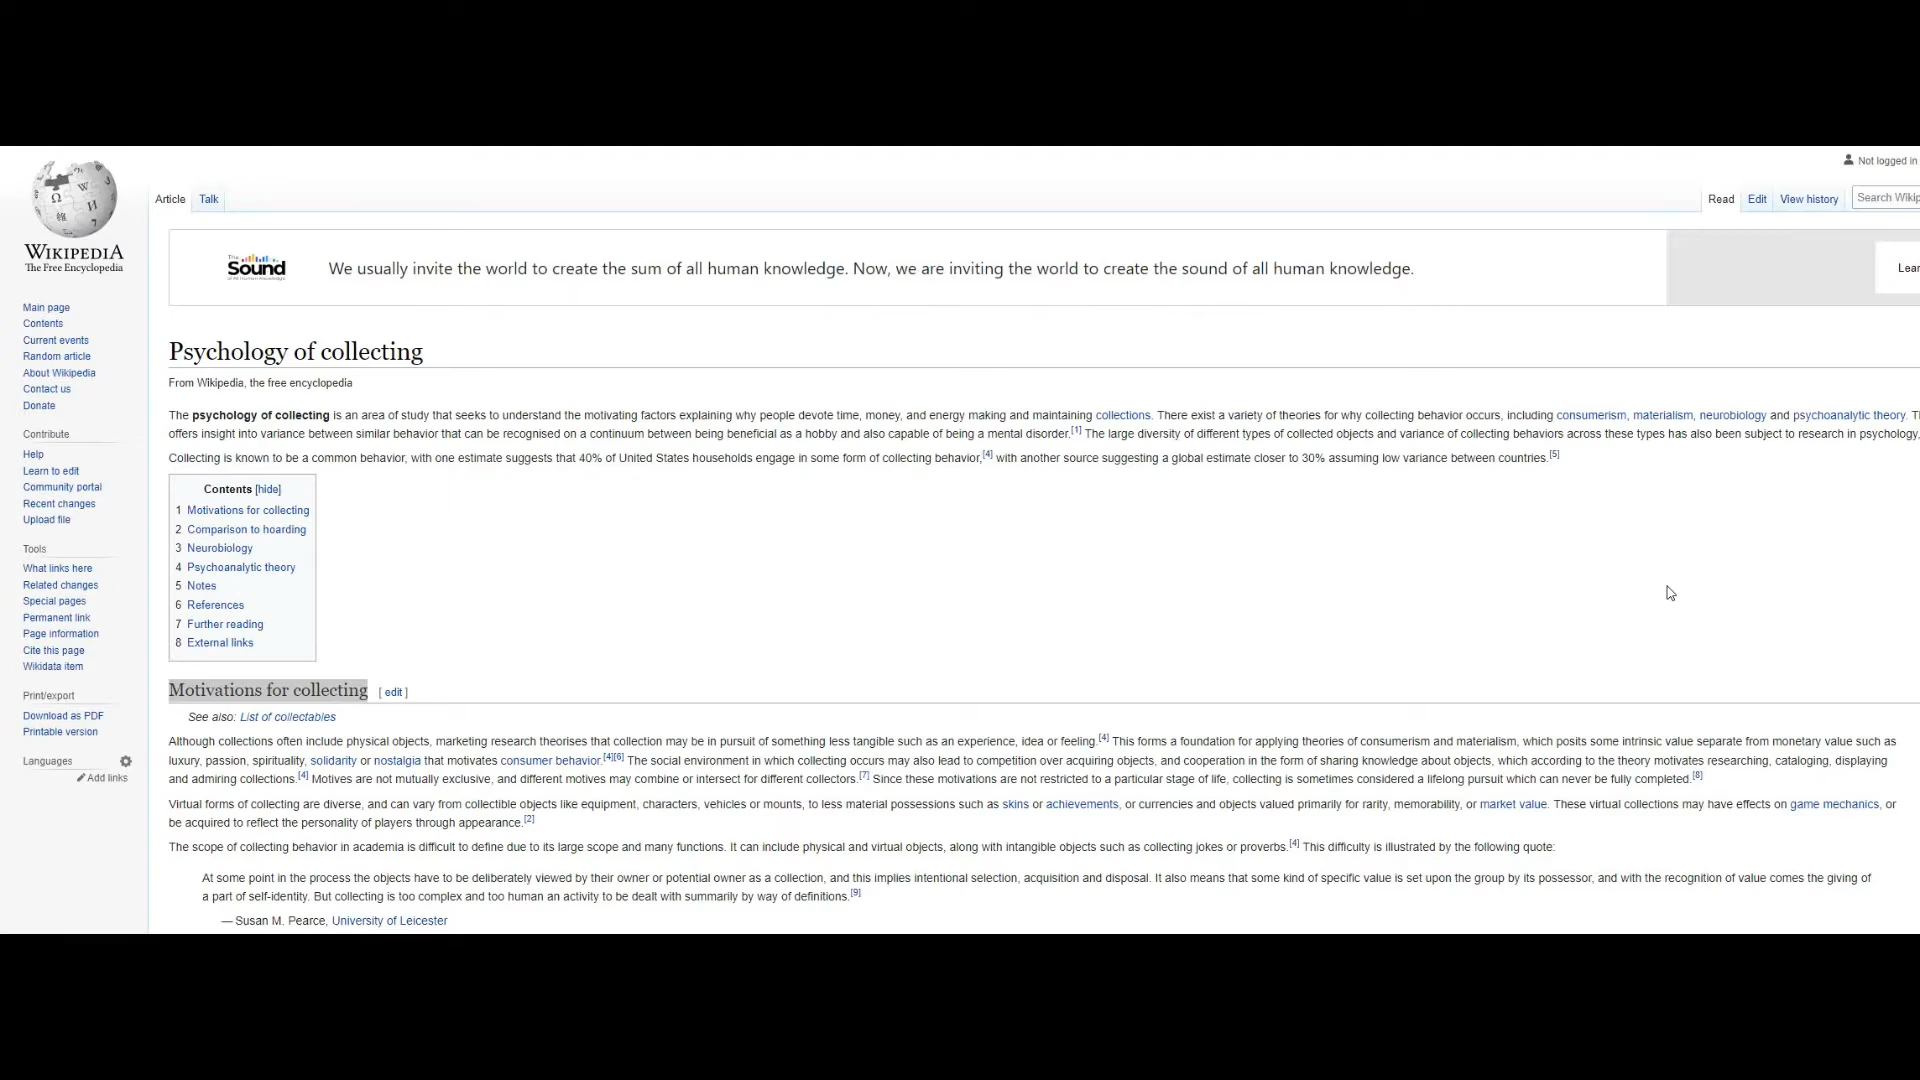 Not logged in
Article Talk
Read Edit View history Search Wikip
WIKIPEDIA
The Free Encyclopedia
The
Sound
We usually invite the world to create the sum of all human knowledge. Now, we are inviting the world to create the sound of all human knowledge.
Lear
Main page
Contents
Current events
Random article
About Wikipedia
Contact us
Donate
Contribute
Help
Learn to edit
Community portal
Recent changes
Upload file
Tools
What links here
Related changes
Special pages
Permanent link
Page information
Cite this page
Wikidata item
Print/export
Download as PDF
Printable version
Languages
Add links
Psychology of collecting
From Wikipedia, the free encyclopedia
The psychology of collecting is an area of study that seeks to understand the motivating factors explaining why people devote time, money, and energy making and maintaining collections. There exist a variety of theories for why collecting behavior occurs, including consumerism, materialism, neurobiology and psychoanalytic theory. T
offers insight into variance between similar behavior that can be recognised on a continuum between being beneficial as a hobby and also capable of being a mental disorder.[1] The large diversity of different types of collected objects and variance of collecting behaviors across these types has also been subject to research in psychology,
Collecting is known to be a common behavior, with one estimate suggests that 40% of United States households engage in some form of collecting behavior,[4] with another source suggesting a global estimate closer to 30% assuming low variance between countries.[5]
Contents [hide]
1 Motivations for collecting
2 Comparison to hoarding
3 Neurobiology
4 Psychoanalytic theory
5 Notes
6 References
7 Further reading
8 External links
Motivations for collecting [ edit ]
See also: List of collectables
Although collections often include physical objects, marketing research theorises that collection may be in pursuit of something less tangible such as an experience, idea or feeling.[4] This forms a foundation for applying theories of consumerism and materialism, which posits some intrinsic value separate from monetary value such as
luxury, passion, spirituality, solidarity or nostalgia that motivates consumer behavior.[4][6] The social environment in which collecting occurs may also lead to competition over acquiring objects, and cooperation in the form of sharing knowledge about objects, which according to the theory motivates researching, cataloging, displaying
and admiring collections.[4] Motives are not mutually exclusive, and different motives may combine or intersect for different collectors.[7] Since these motivations are not restricted to a particular stage of life, collecting is sometimes considered a lifelong pursuit which can never be fully completed.[8]
Virtual forms of collecting are diverse, and can vary from collectible objects like equipment, characters, vehicles or mounts, to less material possessions such as skins or achievements, or currencies and objects valued primarily for rarity, memorability, or market value. These virtual collections may have effects on game mechanics, or
be acquired to reflect the personality of players through appearance.[2]
The scope of collecting behavior in academia is difficult to define due to its large scope and many functions. It can include physical and virtual objects, along with intangible objects such as collecting jokes or proverbs.[4] This difficulty is illustrated by the following quote:
At some point in the process the objects have to be deliberately viewed by their owner or potential owner as a collection, and this implies intentional selection, acquisition and disposal. It also means that some kind of specific value is set upon the group by its possessor, and with the recognition of value comes the giving of
a part of self-identity. But collecting is too complex and too human an activity to be dealt with summarily by way of definitions.[9]
— Susan M. Pearce, University of Leicester